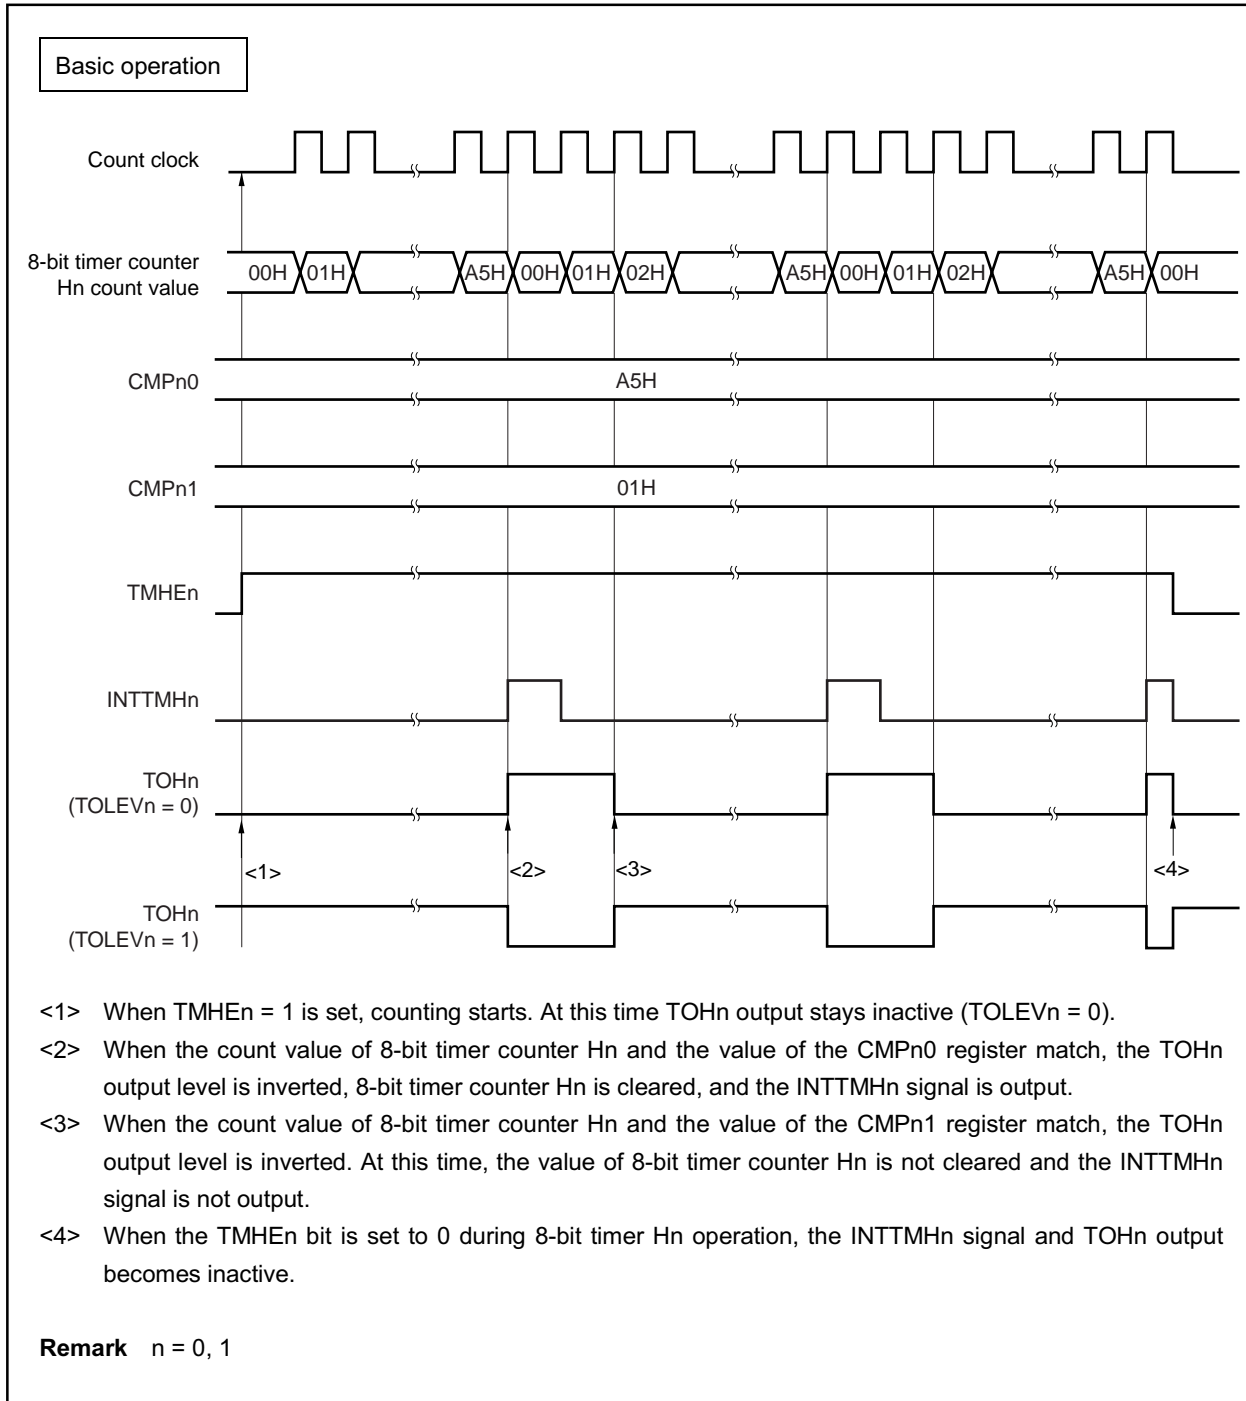 Basic operation
Count clock
8-bit timer counter
Hn count value
00H 01H A5H 00H 01H 02H A5H 00H 01H 02H A5H 00H
CMPn0
A5H
CMPn1
01H
TMHEn
INTTMHn
TOHn
(TOLEVn = 0)
<1> <2> <3> <4>
TOHn
(TOLEVn = 1)
<1> When TMHEn = 1 is set, counting starts. At this time TOHn output stays inactive (TOLEVn = 0).
<2> When the count value of 8-bit timer counter Hn and the value of the CMPn0 register match, the TOHn
output level is inverted, 8-bit timer counter Hn is cleared, and the INTTMHn signal is output.
<3> When the count value of 8-bit timer counter Hn and the value of the CMPn1 register match, the TOHn
output level is inverted. At this time, the value of 8-bit timer counter Hn is not cleared and the INTTMHn
signal is not output.
<4> When the TMHEn bit is set to 0 during 8-bit timer Hn operation, the INTTMHn signal and TOHn output
becomes inactive.
Remark n = 0, 1